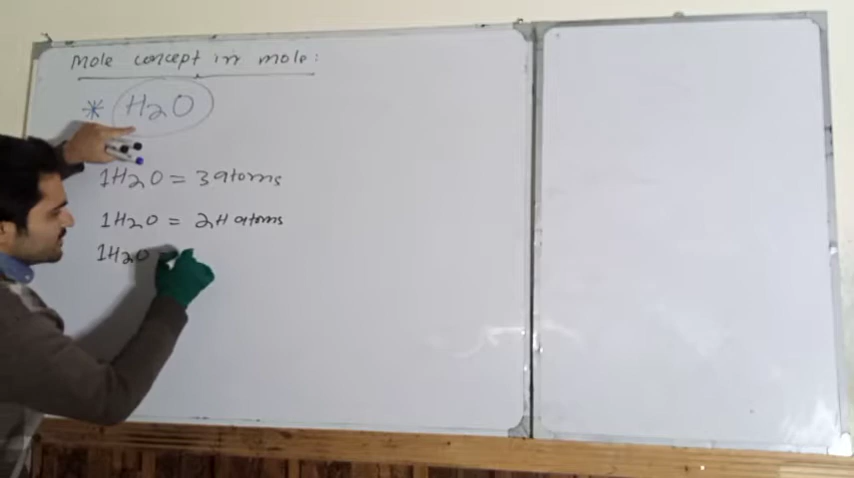 Mole concept in mole:
* H2O
1H2O = 3 atoms
1H2O = 2H atoms
1H2O =